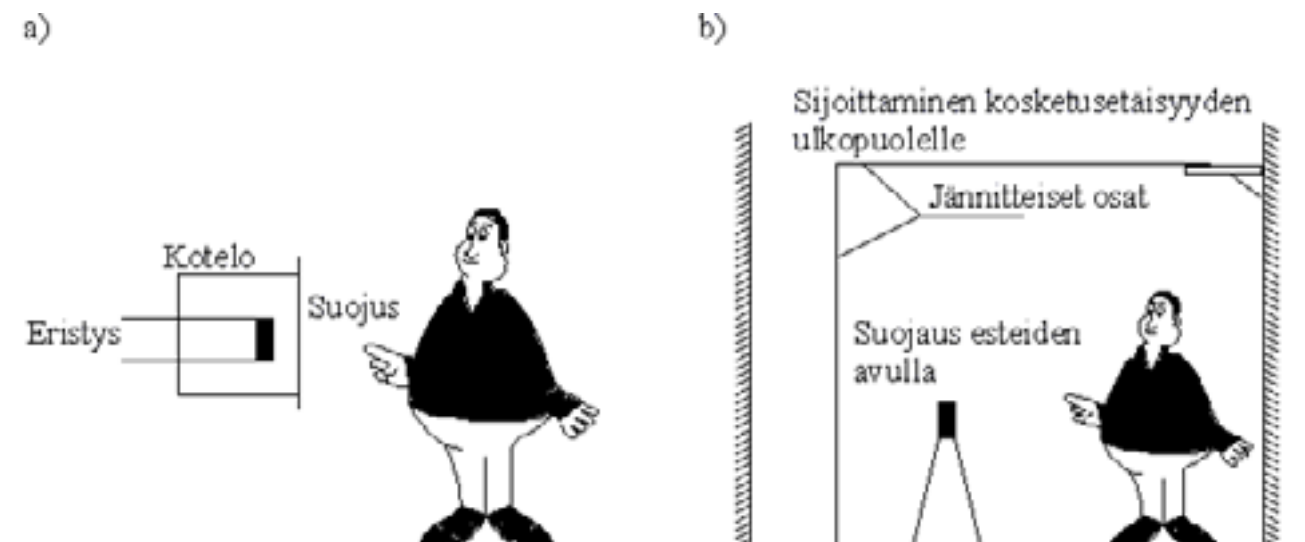 a)
Kotelo
Suojus
Eristys
b)
Sijoittaminen kosketusetäisyyden
ulkopuolelle
Jännitteiset osat
Suojaus esteiden
avulla